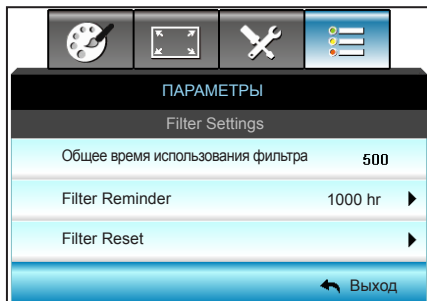 ПАРАМЕТРЫ
Filter Settings
Общее время использования фильтра 500
Filter Reminder 1000 hr
Filter Reset
Выход